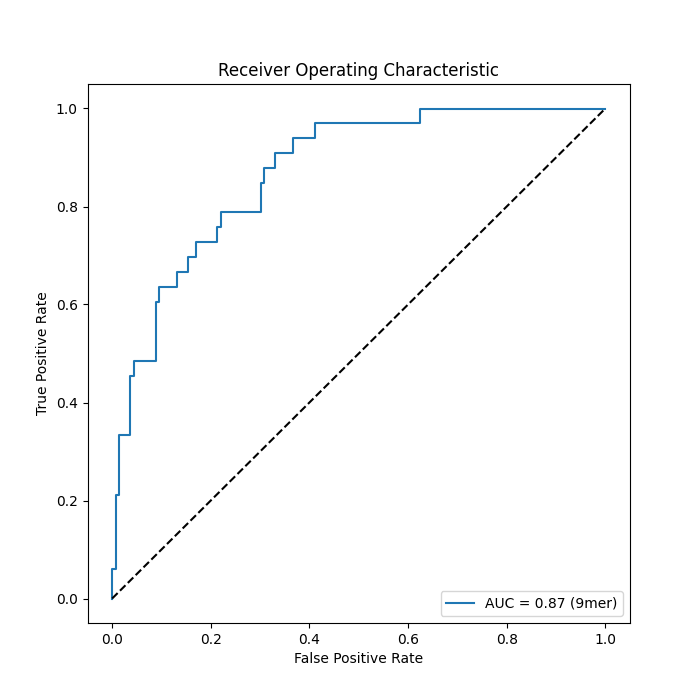 Receiver Operating Characteristic
1.0
0.8
0.6
0.4
0.2
0.0
True Positive Rate
0.0 0.2 0.4 0.6 0.8 1.0
False Positive Rate
AUC = 0.87 (9mer)